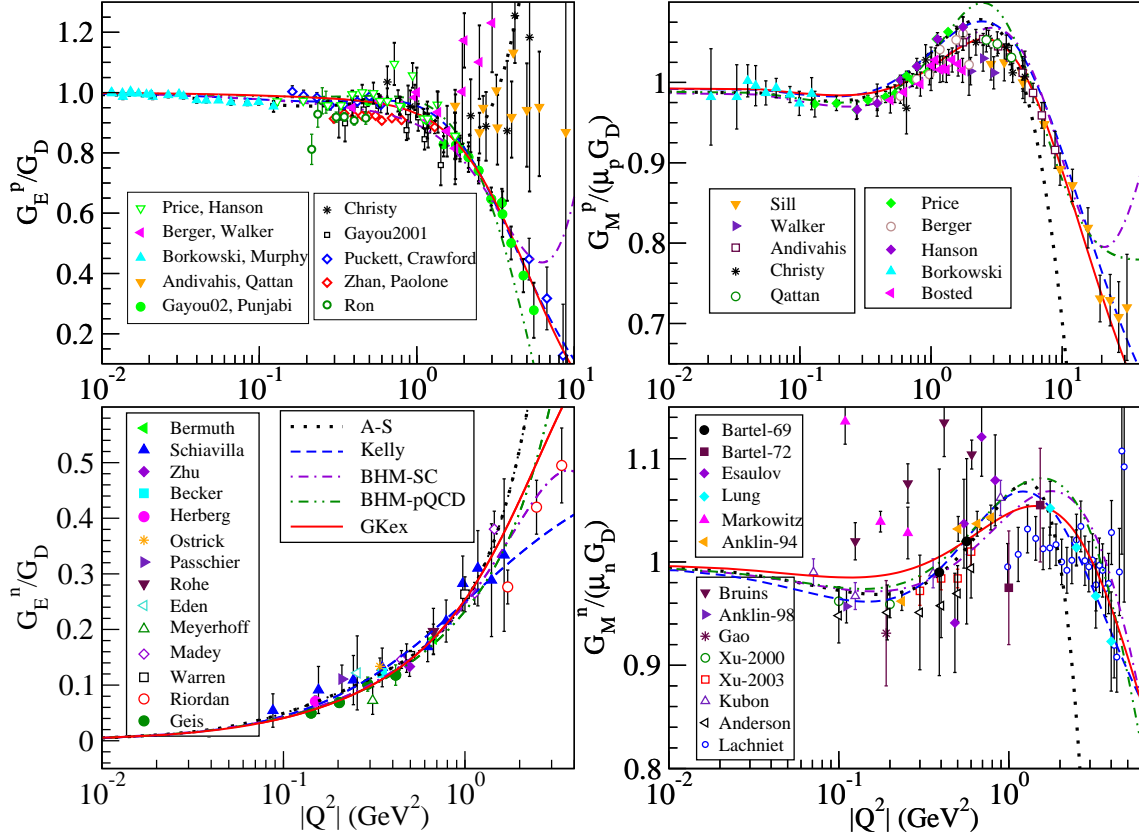 1.2
1.0
0.8
0.6
0.4
0.2
G_E^p/G_D
Price, Hanson
Berger, Walker
Borkowski, Murphy
Andivahis, Qattan
Gayou02, Punjabi
Christy
Gayou2001
Puckett, Crawford
Zhan, Paolone
Ron
10^-2
10^-1
10^0
10^1
1
0.9
0.8
0.7
G_M^p/(μ_p G_D)
Sill
Walker
Andivahis
Christy
Qattan
Price
Berger
Hanson
Borkowski
Bosted
10^-2
10^-1
10^0
10^1
0.5
0.4
0.3
0.2
0.1
0
G_E^n/G_D
Bermuth
Schiavilla
Zhu
Becker
Herberg
Ostrick
Passchier
Rohe
Eden
Meyerhoff
Madey
Warren
Riordan
Geis
A-S
Kelly
BHM-SC
BHM-pQCD
GKex
10^-2
10^-1
10^0
|Q^2| (GeV^2)
1.1
1
0.9
0.8
G_M^n/(μ_n G_D)
Bartel-69
Bartel-72
Esaulov
Lung
Markowitz
Anklin-94
Bruins
Anklin-98
Gao
Xu-2000
Xu-2003
Kubon
Anderson
Lachniet
10^-2
10^-1
10^0
|Q^2| (GeV^2)